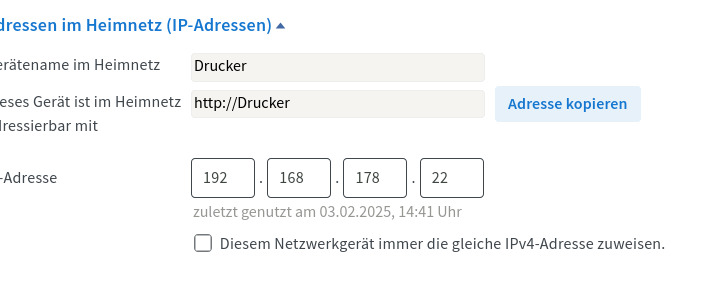 dressen im Heimnetz (IP-Adressen)
erätename im Heimnetz Drucker
eses Gerät ist im Heimnetz http://Drucker Adresse kopieren
dressierbar mit
-Adresse 192 . 168 . 178 . 22
zuletzt genutzt am 03.02.2025, 14:41 Uhr
Diesem Netzwerkgerät immer die gleiche IPv4-Adresse zuweisen.